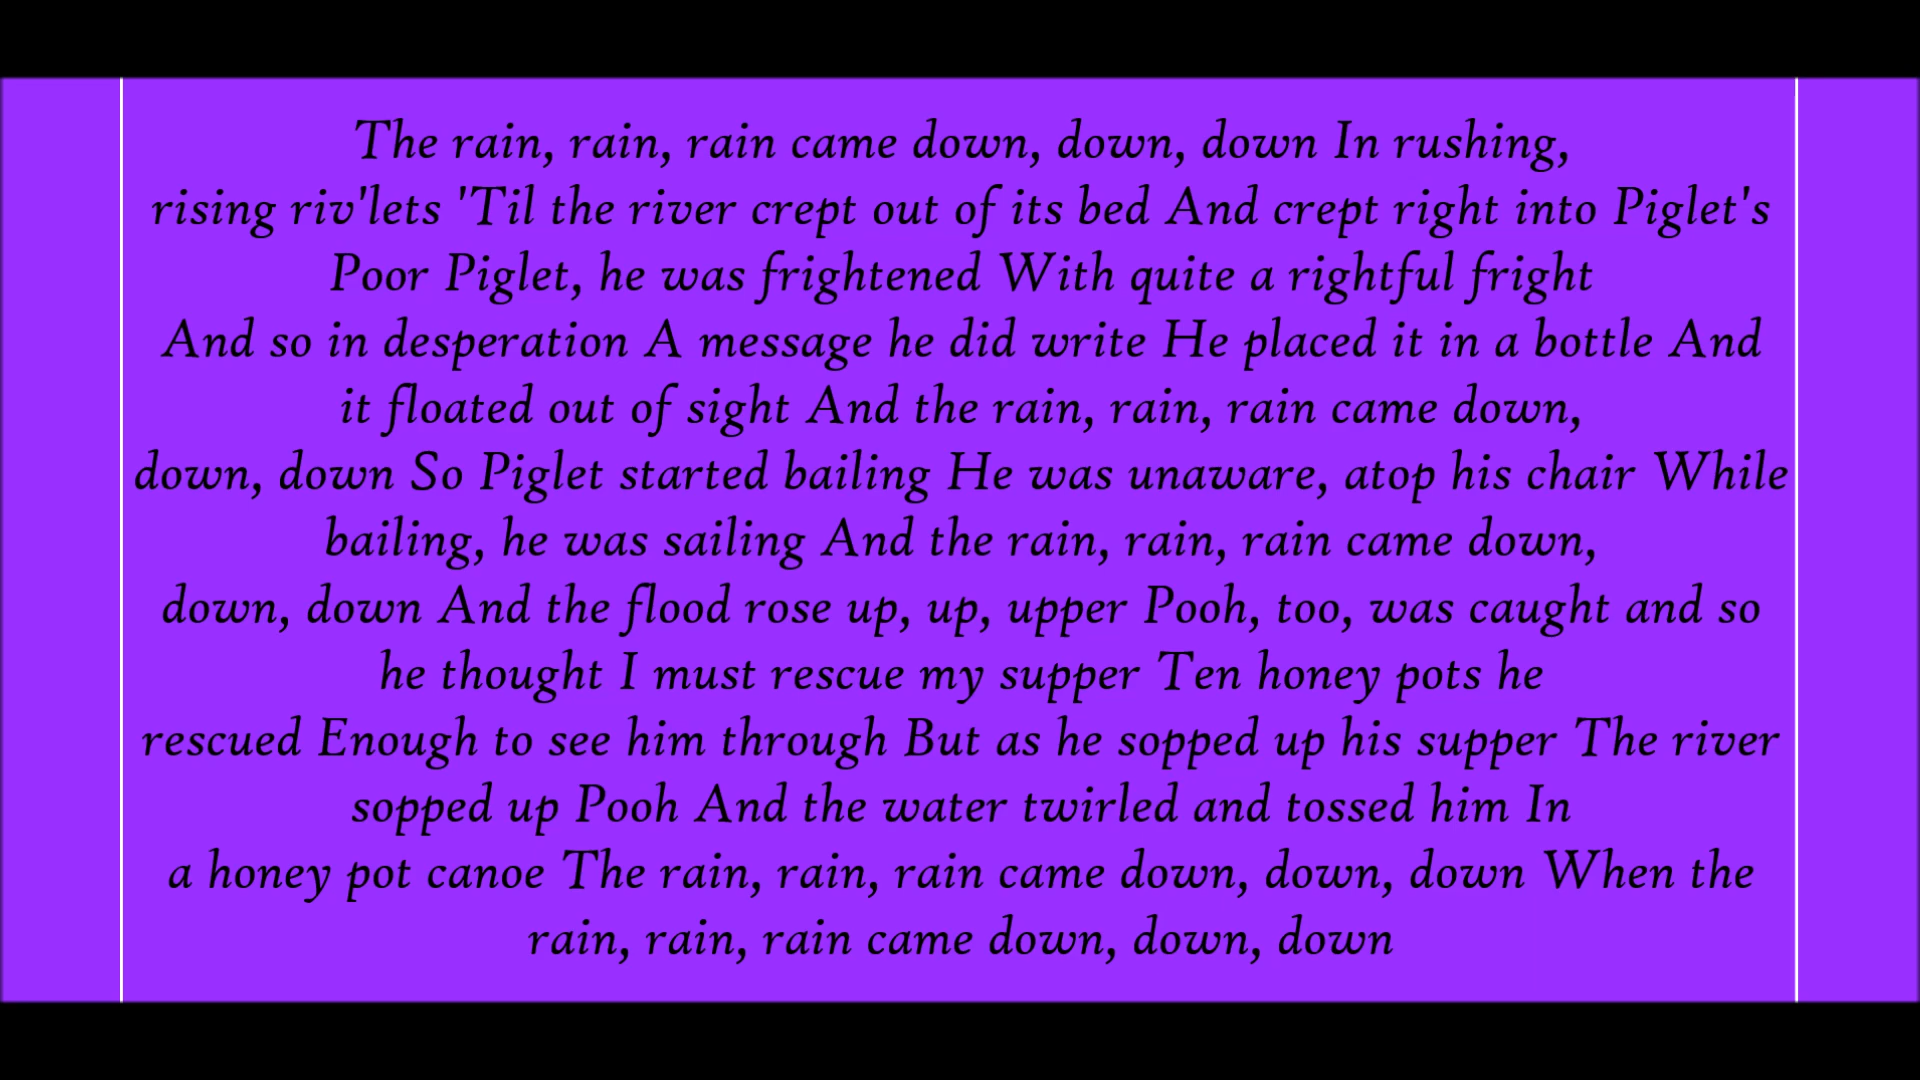 The rain, rain, rain came down, down, down In rushing,
rising riv'lets 'Til the river crept out of its bed And crept right into Piglet's
Poor Piglet, he was frightened With quite a rightful fright
And so in desperation A message he did write He placed it in a bottle And
it floated out of sight And the rain, rain, rain came down,
down, down So Piglet started bailing He was unaware, atop his chair While
bailing, he was sailing And the rain, rain, rain came down,
down, down And the flood rose up, up, upper Pooh, too, was caught and so
he thought I must rescue my supper Ten honey pots he
rescued Enough to see him through But as he sopped up his supper The river
sopped up Pooh And the water twirled and tossed him In
a honey pot canoe The rain, rain, rain came down, down, down When the
rain, rain, rain came down, down, down